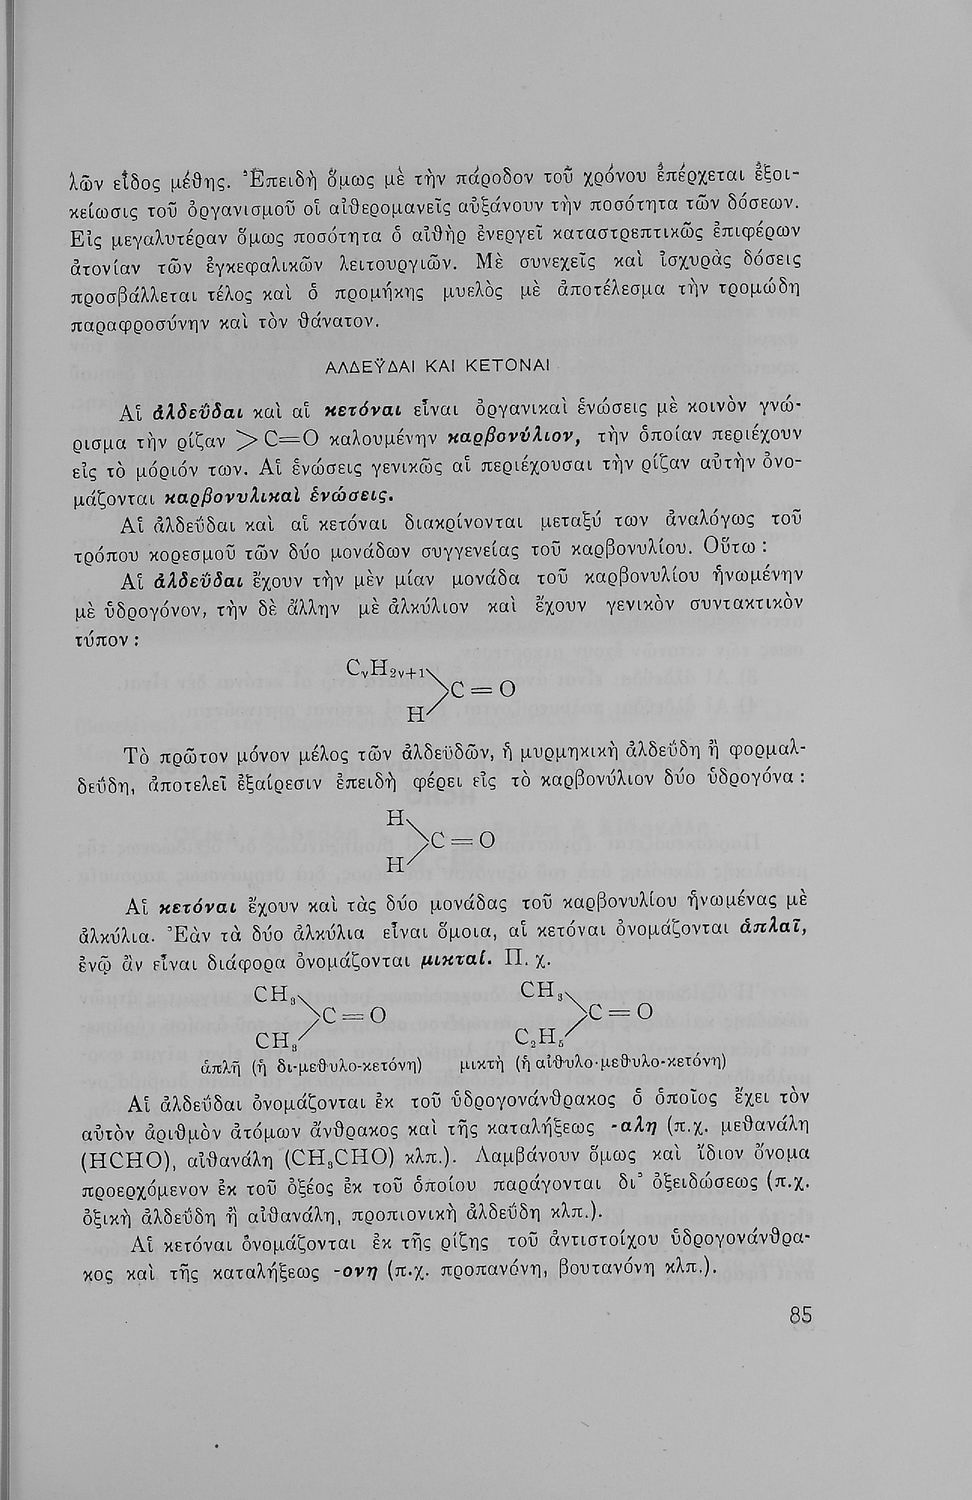 λῶν εἶδος μέθης. Ἐπειδὴ ὅμως μὲ τὴν πάροδον τοῦ χρόνου ἐπέρχεται ἐξοι-
κείωσις τοῦ ὀργανισμοῦ οἱ αἰθερομανεῖς αὐξάνουν τὴν ποσότητα τῶν δόσεων.
Εἰς μεγαλυτέραν ὅμως ποσότητα ὁ αἰθὴρ ἐνεργεῖ καταστρεπτικῶς ἐπιφέρων
ἀτονίαν τῶν ἐγκεφαλικῶν λειτουργιῶν. Μὲ συνεχεῖς καὶ ἰσχυρὰς δόσεις
προσβάλλεται τέλος καὶ ὁ προμήκης μυελὸς μὲ ἀποτέλεσμα τὴν τρομώδη
παραφροσύνην καὶ τὸν θάνατον.
ΑΛΔΕΫΔΑΙ ΚΑΙ ΚΕΤΟΝΑΙ
Αἱ ἀλδεῦδαι καὶ αἱ κετόναι εἶναι ὀργανικαὶ ἑνώσεις μὲ κοινὸν γνώ-
ρισμα τὴν ρίζαν >C=O καλουμένην καρβονύλιον, τὴν ὁποίαν περιέχουν
εἰς τὸ μόριόν των. Αἱ ἑνώσεις γενικῶς αἱ περιέχουσαι τὴν ρίζαν αὐτὴν ὀνο-
μάζονται καρβονυλικαὶ ἑνώσεις.
Αἱ ἀλδεῦδαι καὶ αἱ κετόναι διακρίνονται μεταξύ των ἀναλόγως τοῦ
τρόπου κορεσμοῦ τῶν δύο μονάδων συγγενείας τοῦ καρβονυλίου. Οὕτω :
Αἱ ἀλδεῦδαι ἔχουν τὴν μὲν μίαν μονάδα τοῦ καρβονυλίου ἡνωμένην
μὲ ὑδρογόνον, τὴν δὲ ἄλλην μὲ ἀλκύλιον καὶ ἔχουν γενικὸν συντακτικὸν
τύπον :
CνH₂ν+1
>C = O
H
Τὸ πρῶτον μόνον μέλος τῶν ἀλδευδῶν, ἡ μυρμηκικὴ ἀλδεύδη ἢ φορμαλ-
δεύδη, ἀποτελεῖ ἐξαίρεσιν ἐπειδὴ φέρει εἰς τὸ καρβονύλιον δύο ὑδρογόνα :
H
>C = O
H
Αἱ κετόναι ἔχουν καὶ τὰς δύο μονάδας τοῦ καρβονυλίου ἡνωμένας μὲ
ἀλκύλια. Ἐὰν τὰ δύο ἀλκύλια εἶναι ὅμοια, αἱ κετόναι ὀνομάζονται ἁπλαῖ,
ἐνῷ ἂν εἶναι διάφορα ὀνομάζονται μικταί. Π. χ.
CH₃ CH₃
>C = O >C = O
CH₃ C₂H₅
ἁπλῆ (ἡ δι-μεθυλο-κετόνη) μικτὴ (ἡ αἰθυλο-μεθυλο-κετόνη)
Αἱ ἀλδεῦδαι ὀνομάζονται ἐκ τοῦ ὑδρογονάνθρακος ὁ ὁποῖος ἔχει τὸν
αὐτὸν ἀριθμὸν ἀτόμων ἄνθρακος καὶ τῆς καταλήξεως -αλη (π.χ. μεθανάλη
(HCHO), αἰθανάλη (CH₃CHO) κλπ.). Λαμβάνουν ὅμως καὶ ἴδιον ὄνομα
προερχόμενον ἐκ τοῦ ὀξέος ἐκ τοῦ ὁποίου παράγονται δι᾽ ὀξειδώσεως (π.χ.
ὀξικὴ ἀλδεύδη ἢ αἰθανάλη, προπιονικὴ ἀλδεύδη κλπ.).
Αἱ κετόναι ὀνομάζονται ἐκ τῆς ρίζης τοῦ ἀντιστοίχου ὑδρογονάνθρα-
κος καὶ τῆς καταλήξεως -ονη (π.χ. προπανόνη, βουτανόνη κλπ.).
85